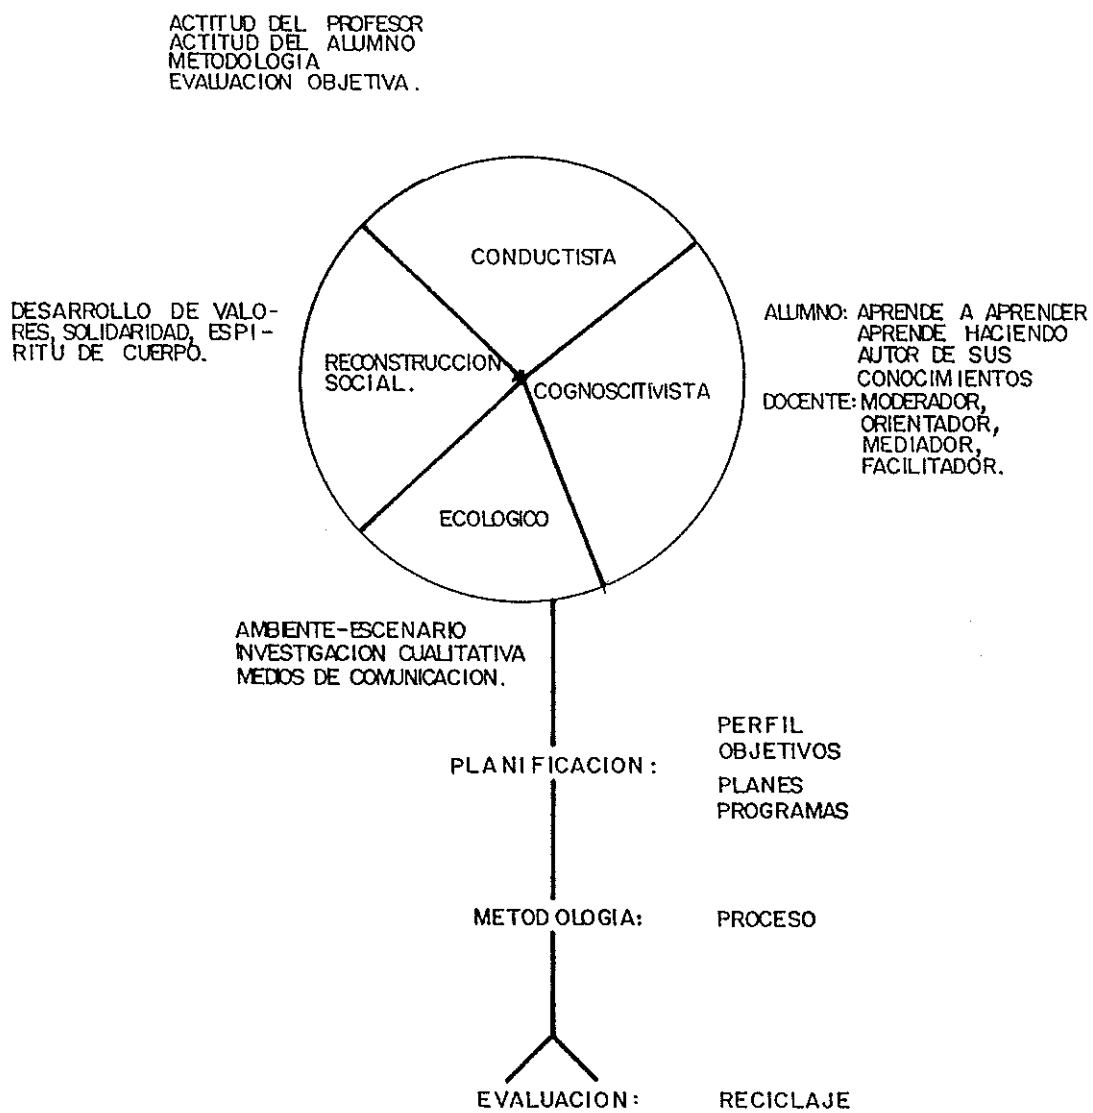 ACTITUD DEL PROFESOR
ACTITUD DEL ALUMNO
METODOLOGIA
EVALUACION OBJETIVA.
CONDUCTISTA
DESARROLLO DE VALO-
RES, SOLIDARIDAD, ESPI-
RITU DE CUERPO.
RECONSTRUCCION
SOCIAL.
COGNOSCITIVISTA
ALUMNO: APRENDE A APRENDER
APRENDE HACIENDO
AUTOR DE SUS
CONOCIMIENTOS
DOCENTE: MODERADOR,
ORIENTADOR,
MEDIADOR,
FACILITADOR.
ECOLOGICO
AMBIENTE-ESCENARIO
INVESTIGACION CUALITATIVA
MEDIOS DE COMUNICACION.
PLANIFICACION:
PERFIL
OBJETIVOS
PLANES
PROGRAMAS
METODOLOGIA: PROCESO
EVALUACION: RECICLAJE